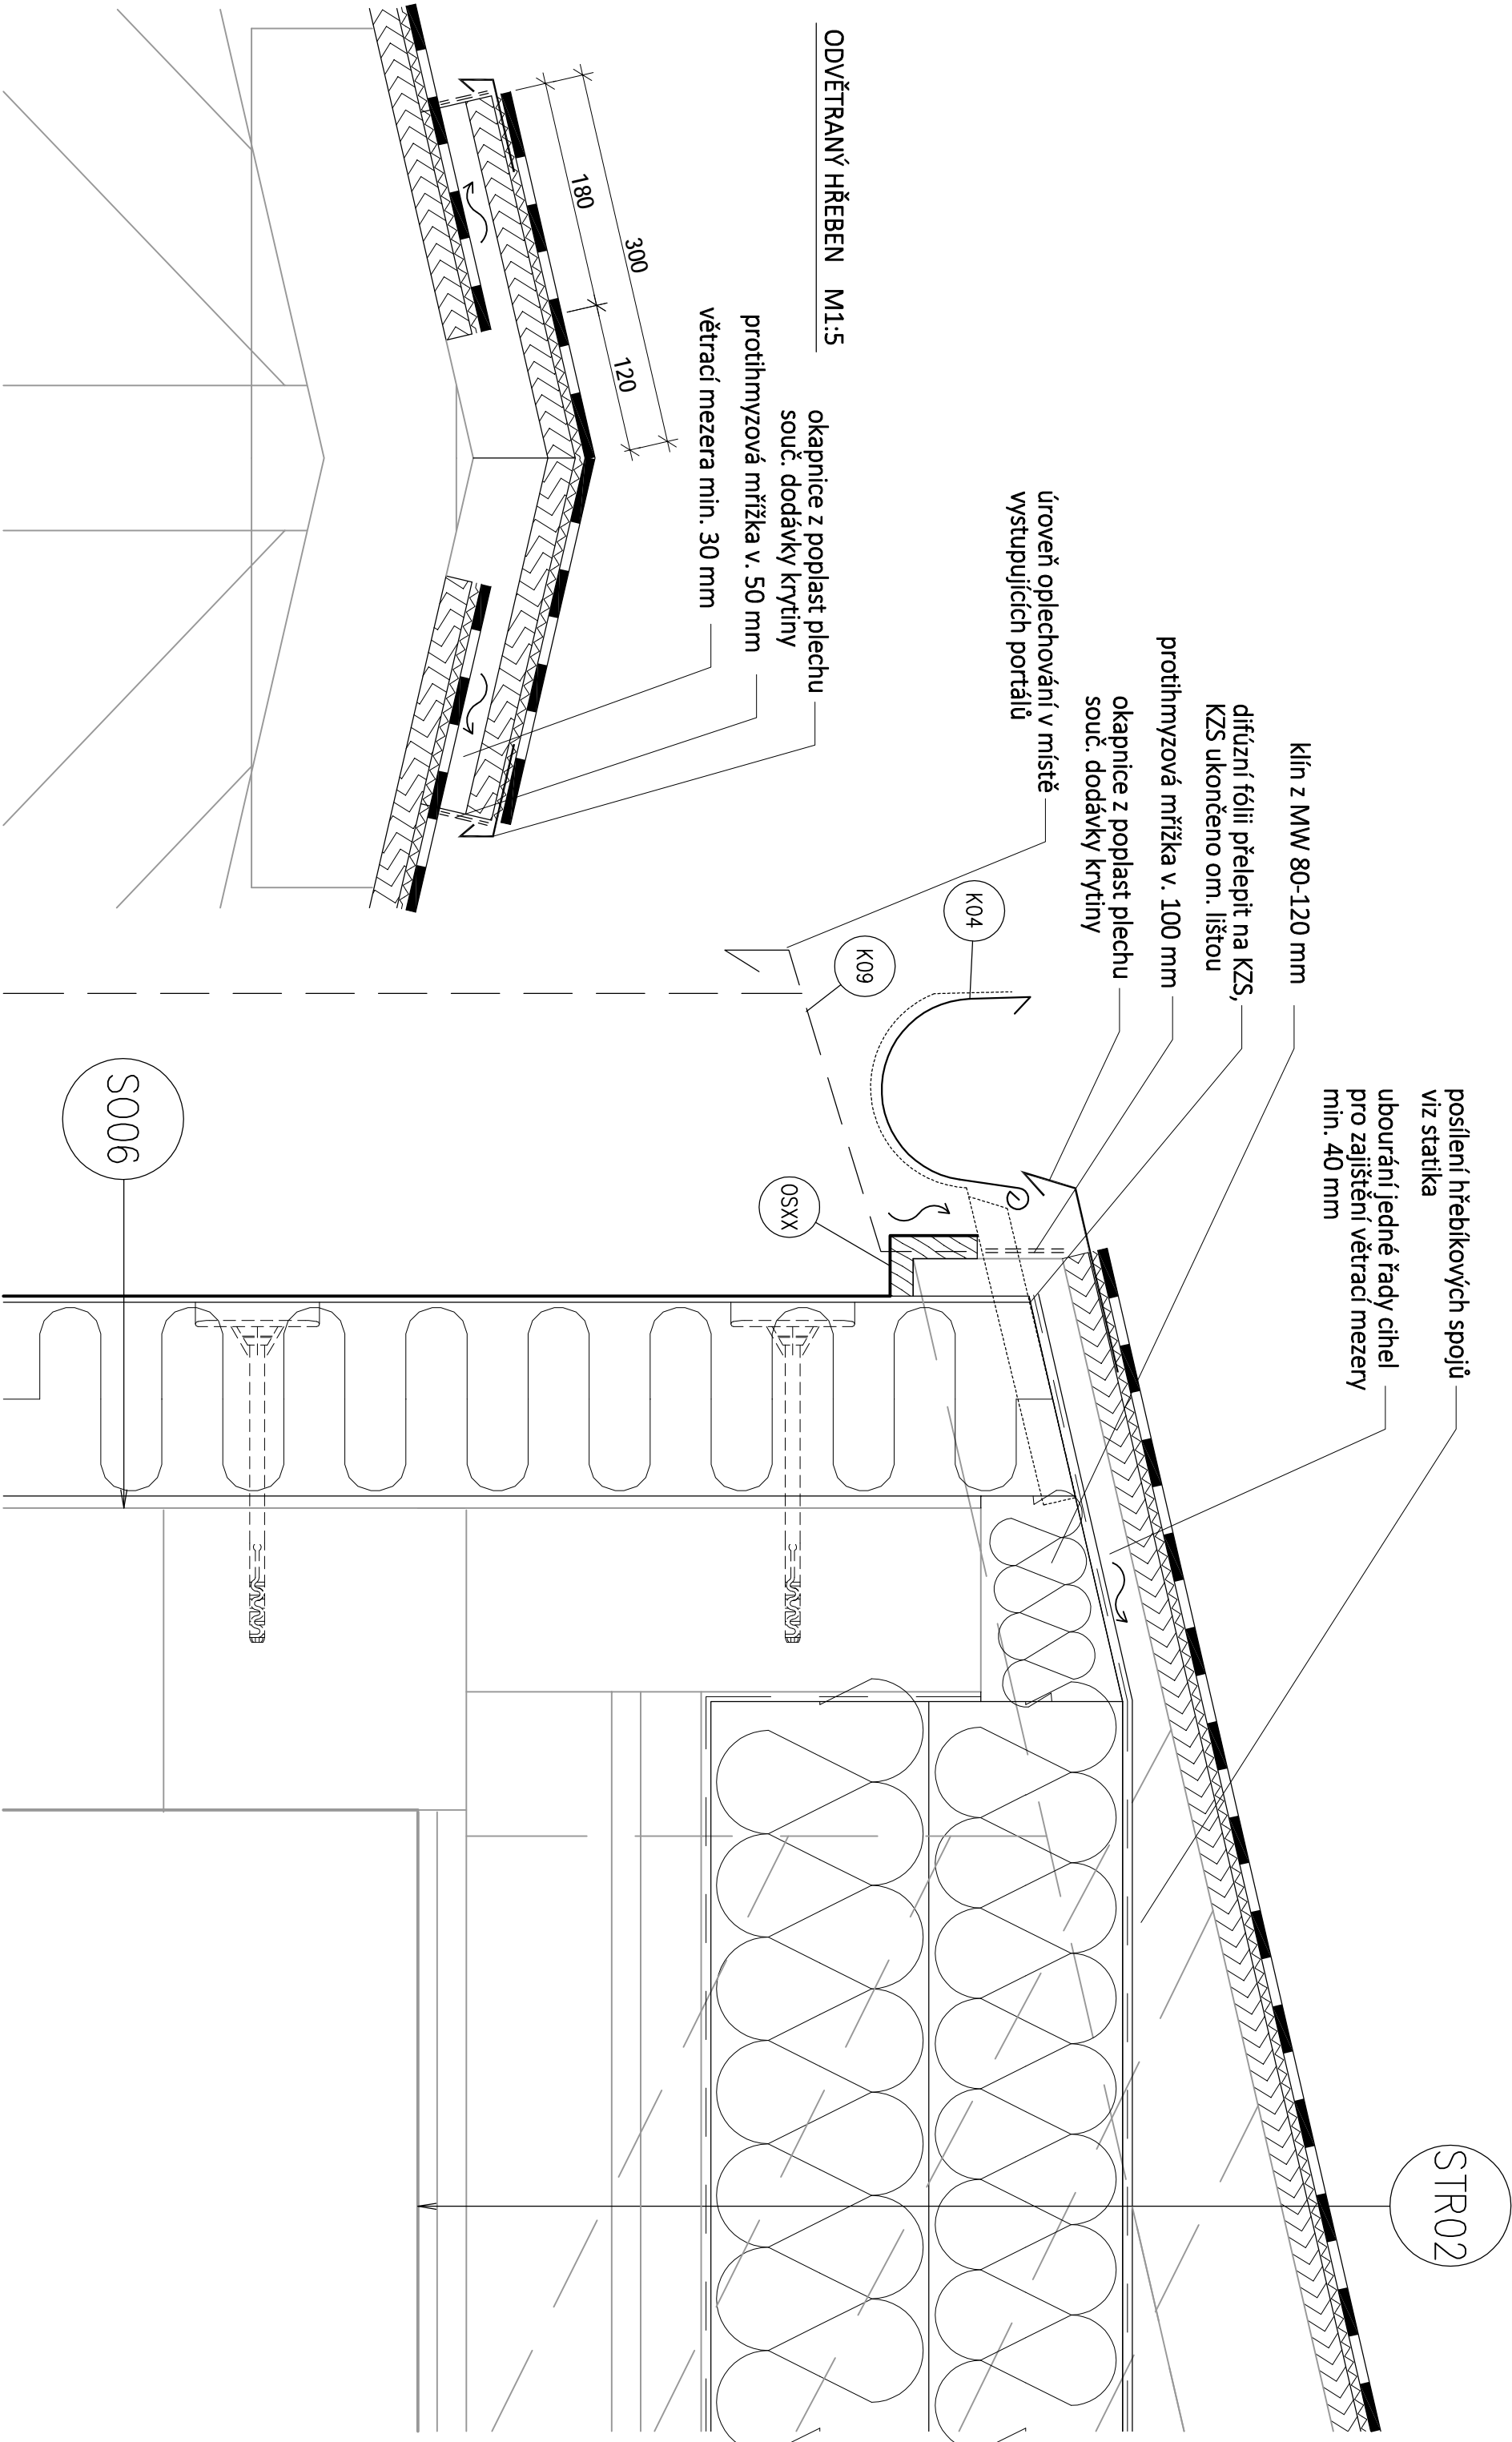 posílení hřebíkových spojů
viz statika
ubourání jedné řady cihel
pro zajištění větrací mezery
min. 40 mm
STR02
klín z MW 80-120 mm
difúzní fólii přelepit na KZS,
KZS ukončeno om. lištou
protihmyzová mřížka v. 100 mm
okapnice z poplast plechu
souč. dodávky krytiny
úroveň oplechování v místě
vystupujících portálů
K04
K09
OSXX
S006
ODVĚTRANÝ HŘEBEN M1:5
300
180
120
okapnice z poplast plechu
souč. dodávky krytiny
protihmyzová mřížka v. 50 mm
větrací mezera min. 30 mm